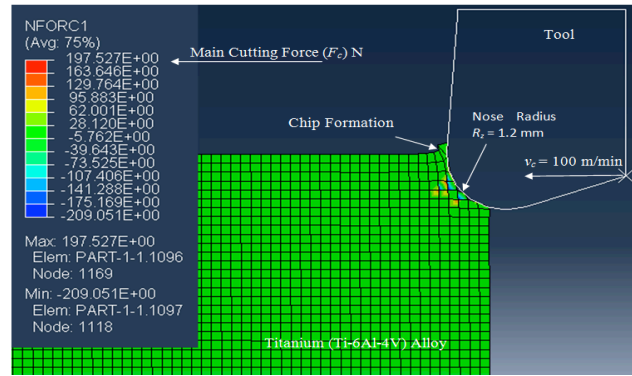 NFORC1
(Avg: 75%)
197.527E+00
163.646E+00
129.764E+00
95.883E+00
62.001E+00
28.120E+00
-5.762E+00
-39.643E+00
-73.525E+00
-107.406E+00
-141.288E+00
-175.169E+00
-209.051E+00
Max: 197.527E+00
Elem: PART-1-1.1096
Node: 1169
Min: -209.051E+00
Elem: PART-1-1.1097
Node: 1118
Main Cutting Force (Fc) N
Tool
Chip Formation
Nose Radius
Rε = 1.2 mm
vc = 100 m/min
Titanium (Ti-6Al-4V) Alloy